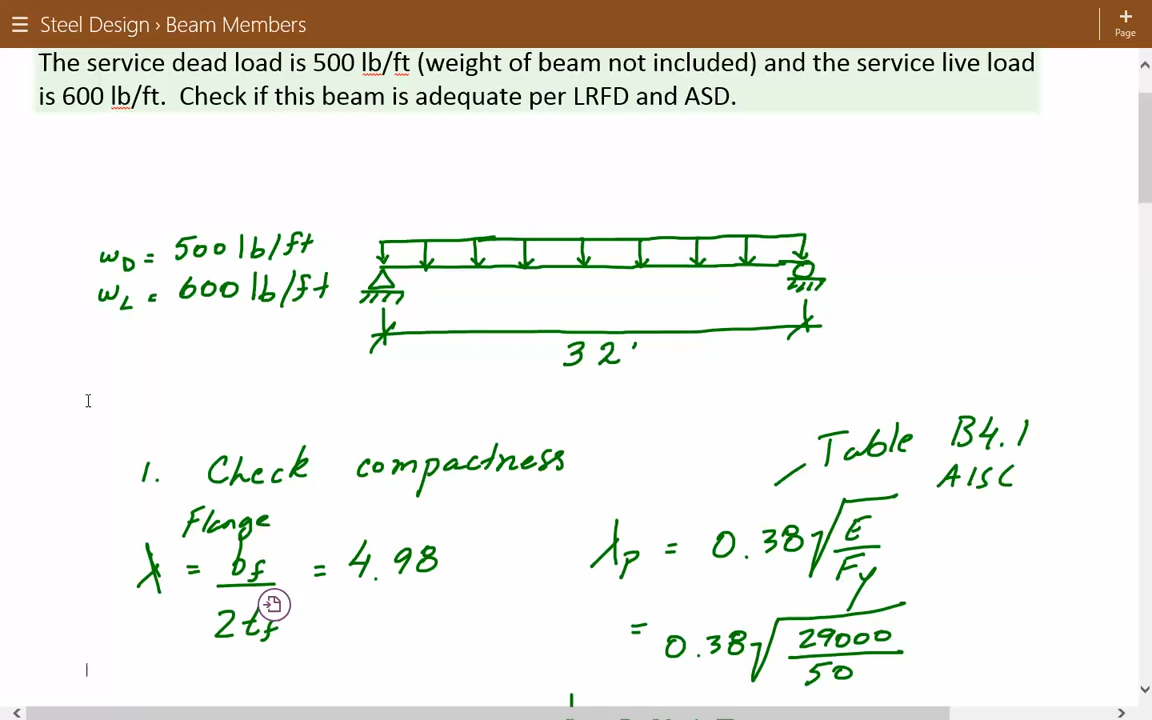 Steel Design › Beam Members
Page
The service dead load is 500 lb/ft (weight of beam not included) and the service live load
is 600 lb/ft. Check if this beam is adequate per LRFD and ASD.
w_D = 500 lb/ft
w_L = 600 lb/ft
32'
1. Check compactness
Table B4.1
AISC
Flange
λ = b_f / 2t_f = 4.98
λ_p = 0.38 √(E / F_y)
= 0.38 √(29000 / 50)